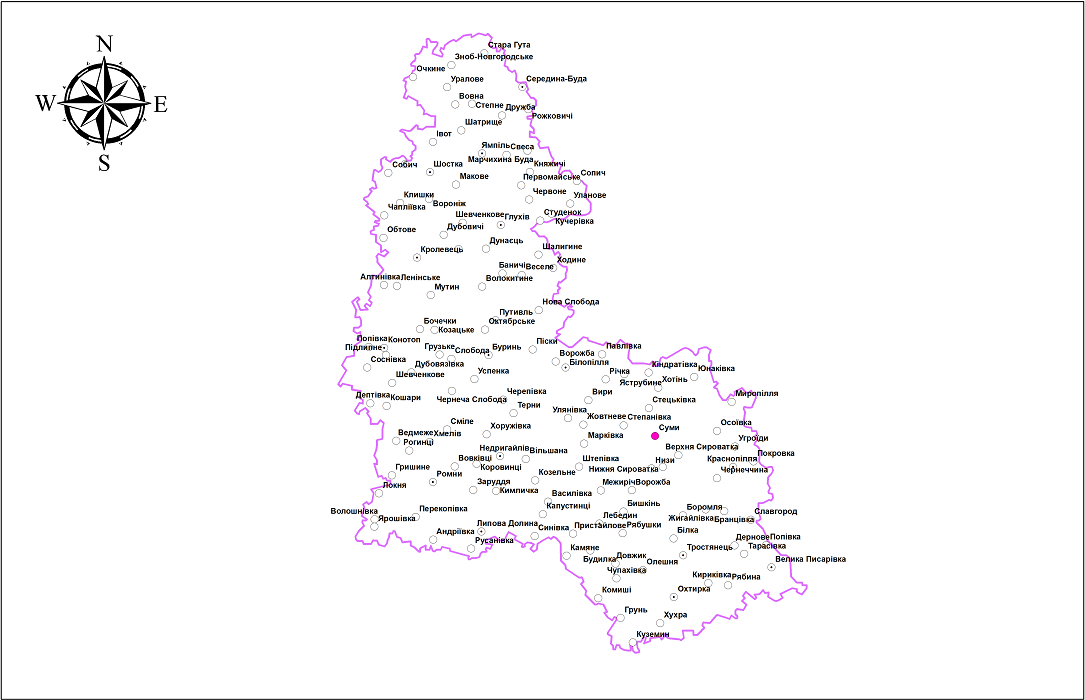 N
W
E
S
Стара Гута
Зноб-Новгородське
Очкине
Уралове
Середина-Буда
Вовна
Степне
Дружба
Рожковичі
Шатрище
Івот
Ямпіль
Свеса
Марчихина Буда
Княжичі
Собич
Шостка
Макове
Первомайське
Сопич
Клишки
Вороніж
Червоне
Уланове
Чапліївка
Шевченкове
Глухів
Студенок
Кучерівка
Обтове
Дубовичі
Дунаєць
Кролевець
Шалигине
Баничі
Веселе
Ходине
Алтинівка
Ленінське
Волокитине
Мутин
Нова Слобода
Путивль
Октябрське
Бочечки
Козацьке
Попівка
Конотоп
Підлипне
Грузьке
Слобода
Буринь
Піски
Ворожба
Білопілля
Павлівка
Соснівка
Дубовязівка
Шевченкове
Успенка
Річка
Кіндратівка
Юнаківка
Яструбине
Хотінь
Дептівка
Кошари
Чернеча Слобода
Черепівка
Терни
Вири
Стецьківка
Миропілля
Улянівка
Жовтневе
Степанівка
Суми
Осоївка
Сміле
Хоружівка
Ведмеже
Хмелів
Рогинці
Марківка
Угроїди
Верхня Сироватка
Покровка
Недригайлів
Вільшана
Вовківці
Коровинці
Штепівка
Нижня Сироватка
Низи
Краснопілля
Чернеччина
Гришине
Ромни
Козельне
Локня
Заруддя
Кимличка
Василівка
Межиріч
Ворожба
Волошнівка
Ярошівка
Перекопівка
Капустинці
Бишкінь
Боромля
Славгород
Лебедин
Жигайлівка
Бранцівка
Андріївка
Липова Долина
Синівка
Пристайлове
Рябушки
Білка
Русанівка
Дернове
Попівка
Тарасівка
Камяне
Будилка
Довжик
Тростянець
Велика Писарівка
Чупахівка
Олешня
Кириківка
Рябина
Комиші
Охтирка
Грунь
Хухра
Куземин